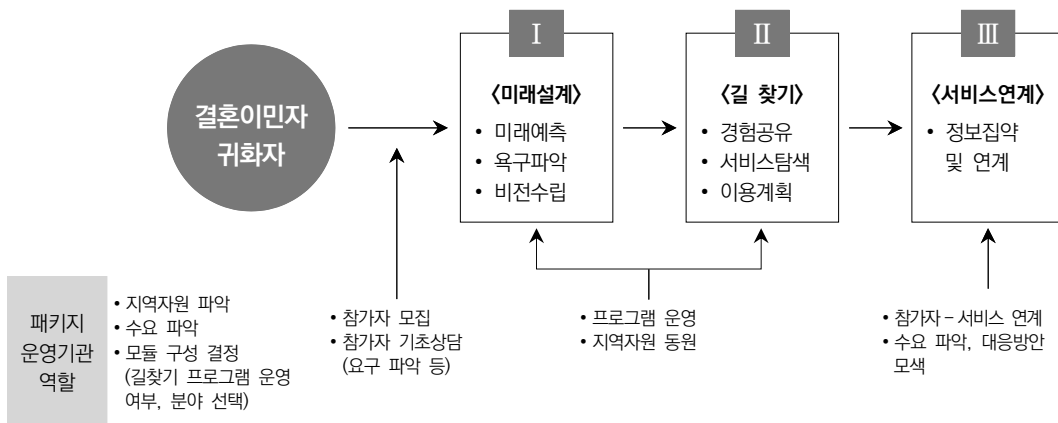 결혼이민자
귀화자
Ⅰ
〈미래설계〉
• 미래예측
• 욕구파악
• 비전수립
Ⅱ
〈길 찾기〉
• 경험공유
• 서비스탐색
• 이용계획
Ⅲ
〈서비스연계〉
• 정보집약
및 연계
패키지
운영기관
역할
• 지역자원 파악
• 수요 파악
• 모듈 구성 결정
(길찾기 프로그램 운영
여부, 분야 선택)
• 참가자 모집
• 참가자 기초상담
(요구 파악 등)
• 프로그램 운영
• 지역자원 동원
• 참가자–서비스 연계
• 수요 파악, 대응방안
모색